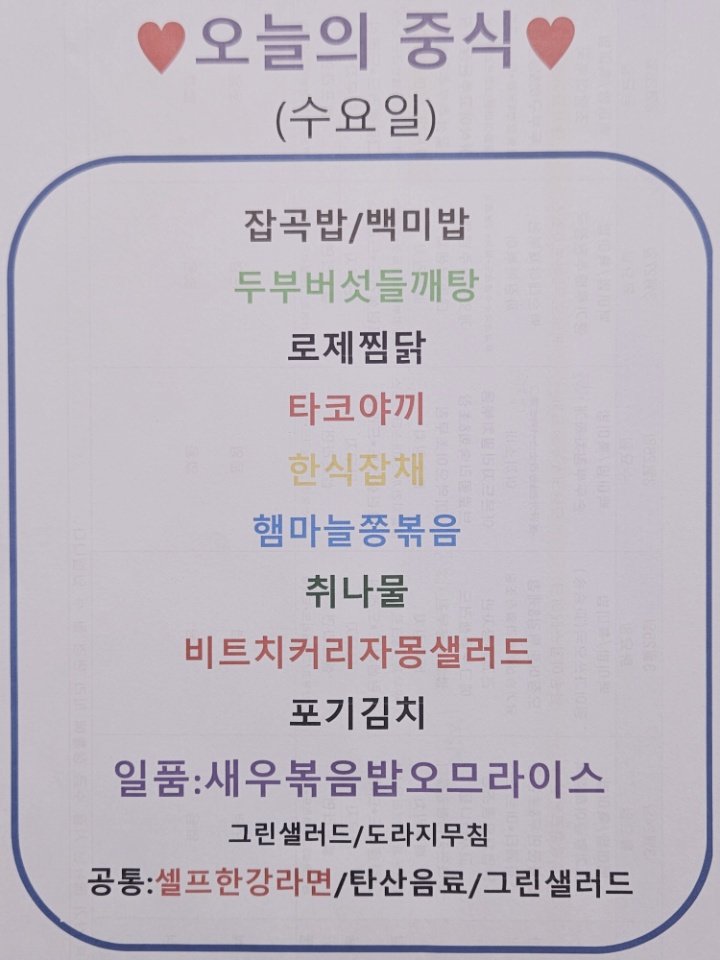 ♥오늘의 중식♥
(수요일)
잡곡밥/백미밥
두부버섯들깨탕
로제찜닭
타코야끼
한식잡채
햄마늘쫑볶음
취나물
비트치커리자몽샐러드
포기김치
일품:새우볶음밥오므라이스
그린샐러드/도라지무침
공통:셀프한강라면/탄산음료/그린샐러드